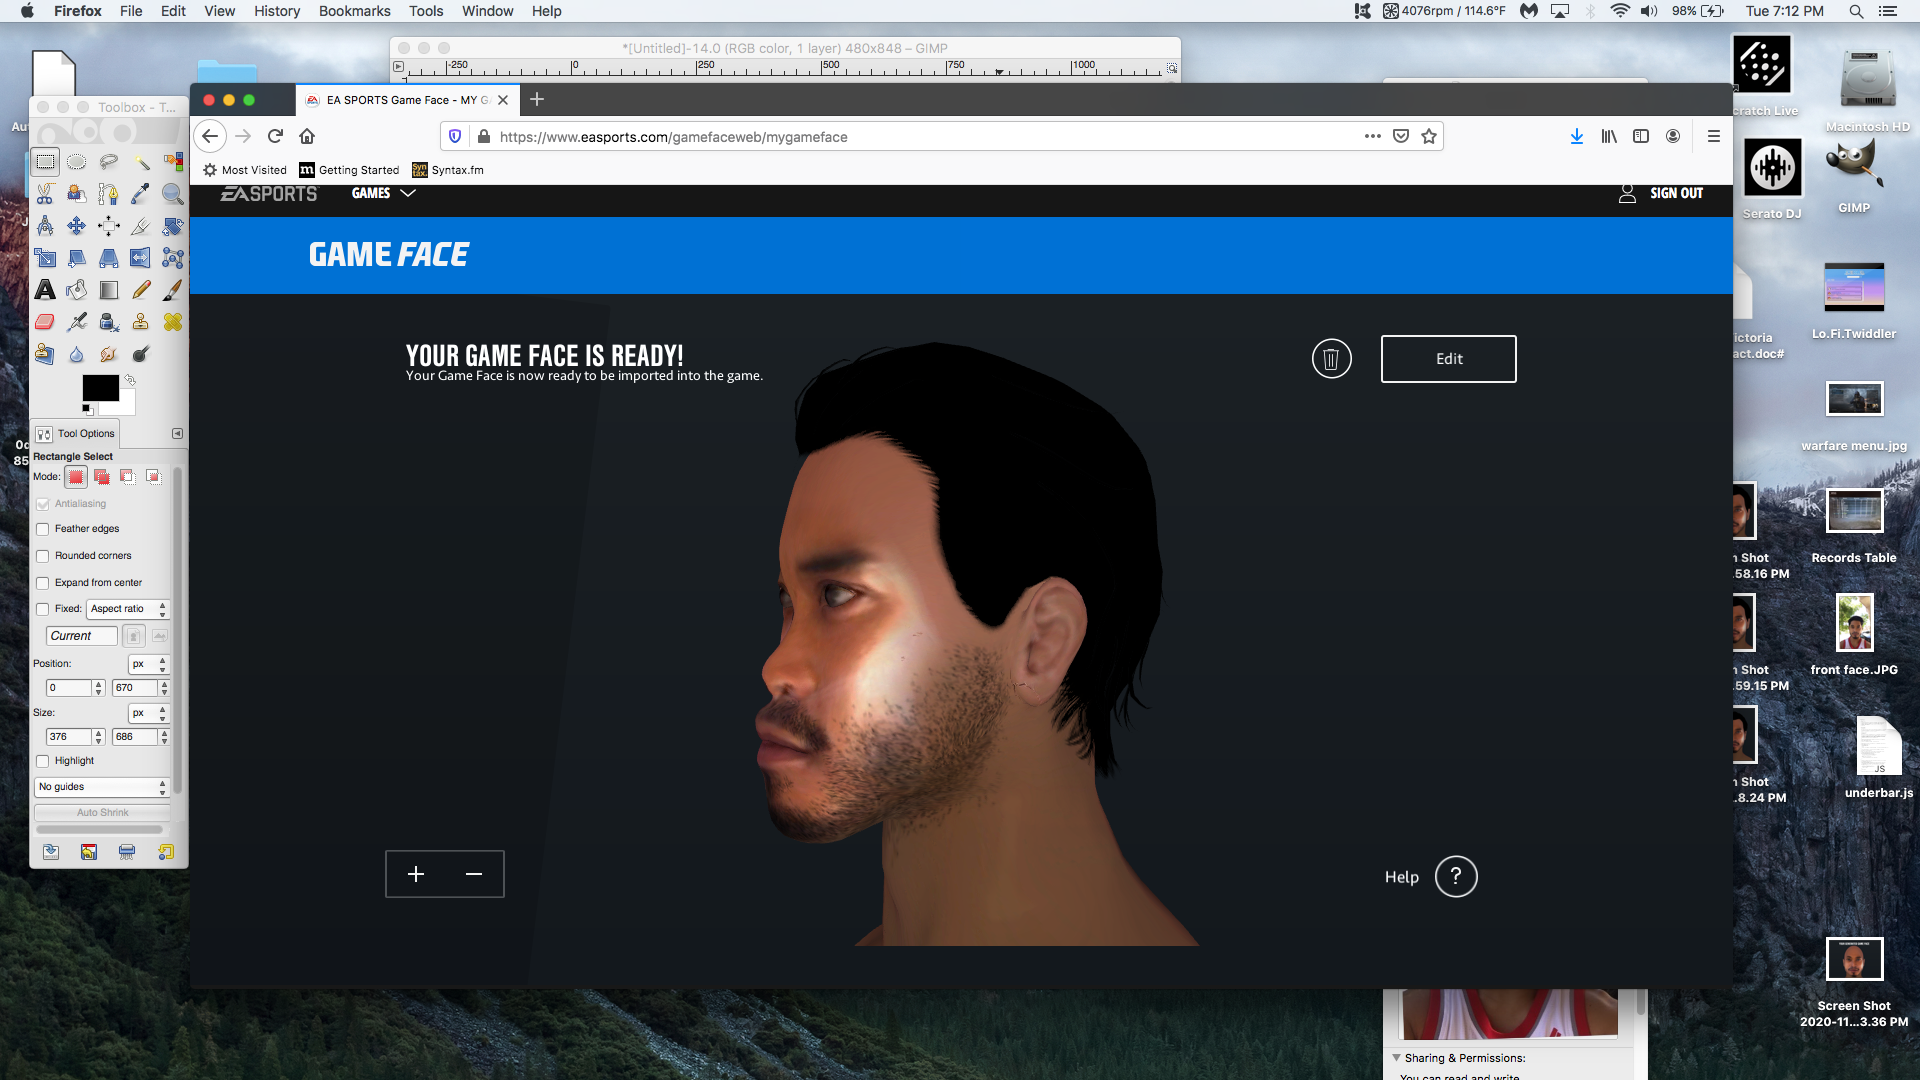 Firefox File Edit View History Bookmarks Tools Window Help
4076rpm / 114.6°F 98% Tue 7:12 PM
*[Untitled]-14.0 (RGB color, 1 layer) 480x848 – GIMP
-250 0 250 500 750 1000
Toolbox - T...
EA SPORTS Game Face - MY G
https://www.easports.com/gamefaceweb/mygameface
Most Visited Getting Started Syntax.fm
EA SPORTS GAMES SIGN OUT
GAME FACE
YOUR GAME FACE IS READY!
Your Game Face is now ready to be imported into the game.
Edit
Help ?
Tool Options
Rectangle Select
Mode:
Antialiasing
Feather edges
Rounded corners
Expand from center
Fixed: Aspect ratio
Current
Position: px
0 670
Size: px
376 686
Highlight
No guides
Auto Shrink
cratch Live
Macintosh HD
Serato DJ
GIMP
ictoria
act.doc#
Lo.Fi.Twiddler
warfare menu.jpg
Shot
.58.16 PM
Records Table
Shot
.59.15 PM
front face.JPG
Shot
..8.24 PM
JS
underbar.js
Screen Shot
2020-11...3.36 PM
Sharing & Permissions:
You can read and write